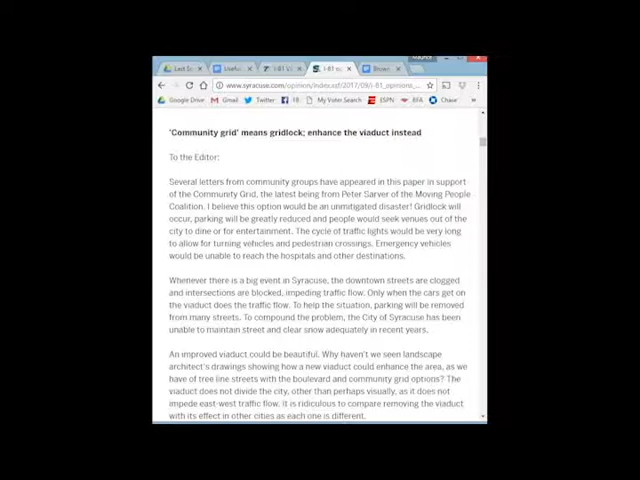 Useful
www.syracuse.com/opinion/index.ssf/2017/09/i-81_opinions_
Google Drive Gmail Twitter FB My Voter Search ESPN BFA Chase
'Community grid' means gridlock; enhance the viaduct instead
To the Editor:
Several letters from community groups have appeared in this paper in support
of the Community Grid, the latest being from Peter Sarver of the Moving People
Coalition. I believe this option would be an unmitigated disaster! Gridlock will
occur, parking will be greatly reduced and people would seek venues out of the
city to dine or for entertainment. The cycle of traffic lights would be very long
to allow for turning vehicles and pedestrian crossings. Emergency vehicles
would be unable to reach the hospitals and other destinations.
Whenever there is a big event in Syracuse, the downtown streets are clogged
and intersections are blocked, impeding traffic flow. Only when the cars get on
the viaduct does the traffic flow. To help the situation, parking will be removed
from many streets. To compound the problem, the City of Syracuse has been
unable to maintain street and clear snow adequately in recent years.
An improved viaduct could be beautiful. Why haven't we seen landscape
architect's drawings showing how a new viaduct could enhance the area, as we
have of tree line streets with the boulevard and community grid options? The
viaduct does not divide the city, other than perhaps visually, as it does not
impede east-west traffic flow. It is ridiculous to compare removing the viaduct
with its effect in other cities as each one is different.